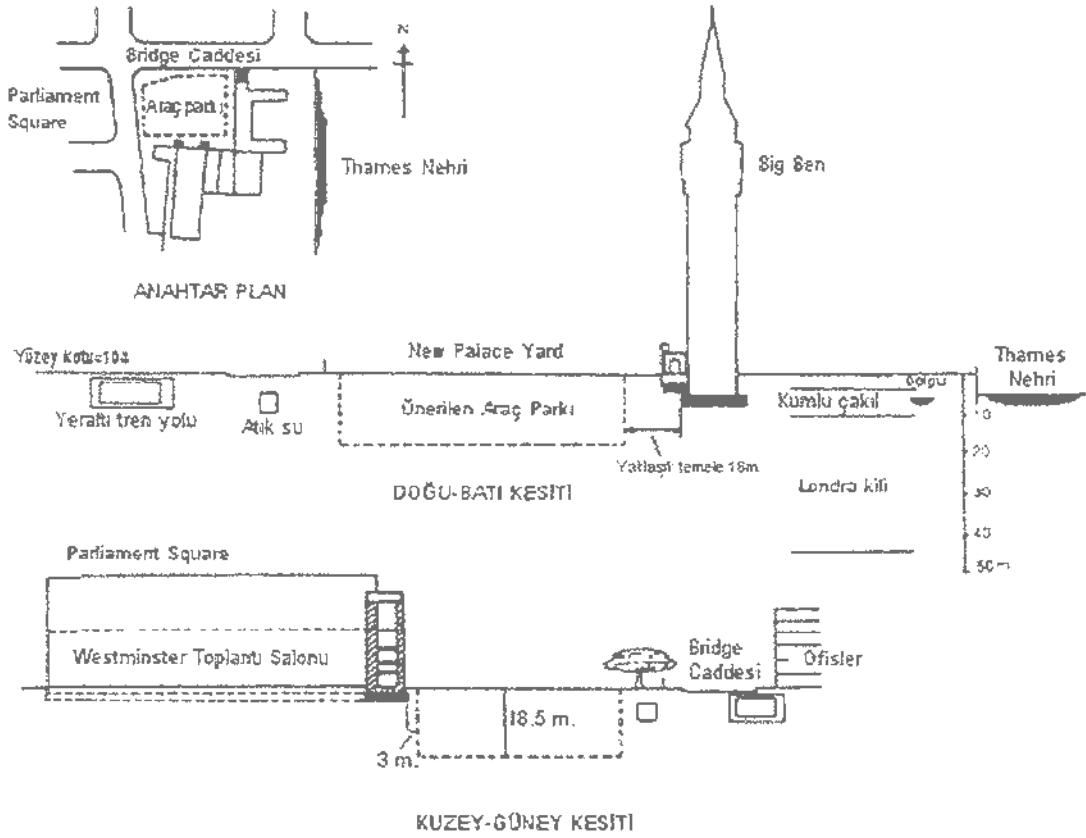 N
Bridge Caddesi
Parliament
Square
Araç parkı
Thames Nehri
Big Ben
ANAHTAR PLAN
Yüzey Kotu=104
New Palace Yard
Thames
Nehri
Dolgu
Önerilen Araç Parkı
Kumlu çakıl
10
Yeraltı tren yolu
Atık su
20
Yaklaşık temele 16m.
Londra kili
30
DOĞU-BATI KESİTİ
40
50 m
Parliament Square
Westminster Toplantı Salonu
Bridge
Caddesi
Ofisler
18.5 m.
3 m.
KUZEY-GÜNEY KESİTİ